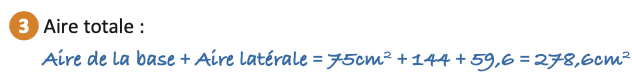 3 Aire totale :
Aire de la base + Aire latérale = 75cm² + 144 + 59,6 = 278,6cm²